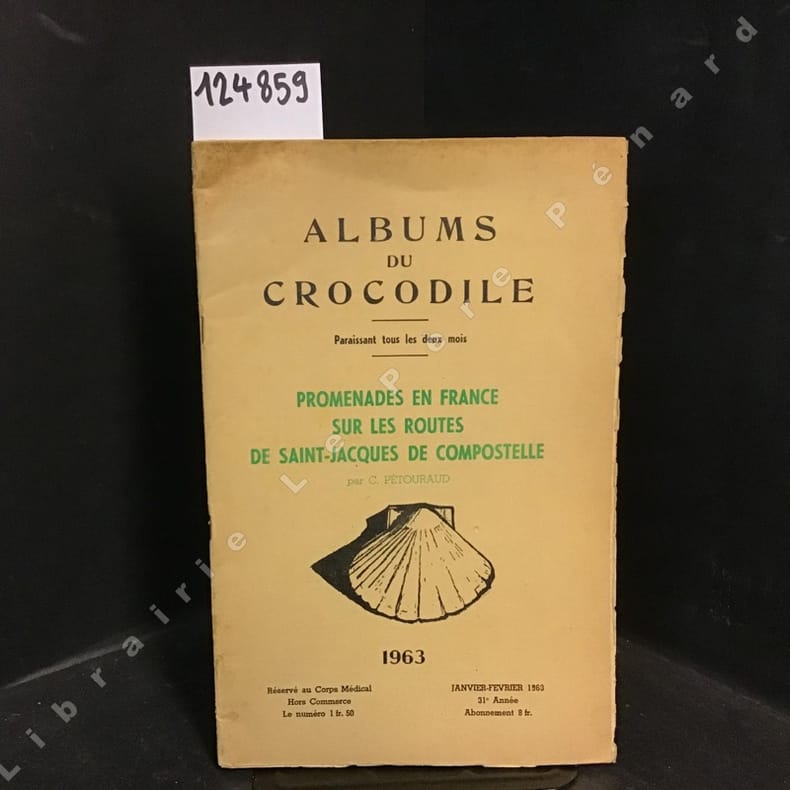 124859
ALBUMS
DU
CROCODILE
Paraissant tous les deux mois
PROMENADES EN FRANCE
SUR LES ROUTES
DE SAINT-JACQUES DE COMPOSTELLE
par C. PÉTOURAUD
1963
Réservé au Corps Médical
Hors Commerce
Le numéro 1 fr. 50
JANVIER-FEVRIER 1963
31e Année
Abonnement 8 fr.
Librairie Le Père Pénard